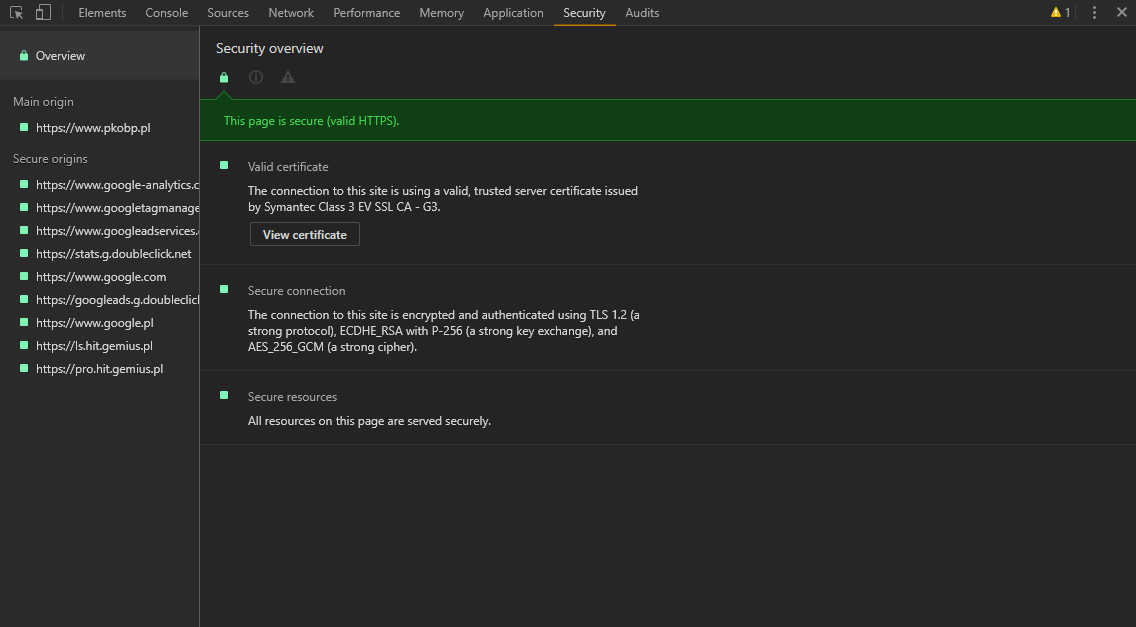 Elements Console Sources Network Performance Memory Application Security Audits 1
Overview
Main origin
https://www.pkobp.pl
Secure origins
https://www.google-analytics.c
https://www.googletagmanage
https://www.googleadservices.
https://stats.g.doubleclick.net
https://www.google.com
https://googleads.g.doubleclicl
https://www.google.pl
https://ls.hit.gemius.pl
https://pro.hit.gemius.pl
Security overview
This page is secure (valid HTTPS).
Valid certificate
The connection to this site is using a valid, trusted server certificate issued
by Symantec Class 3 EV SSL CA - G3.
View certificate
Secure connection
The connection to this site is encrypted and authenticated using TLS 1.2 (a
strong protocol), ECDHE_RSA with P-256 (a strong key exchange), and
AES_256_GCM (a strong cipher).
Secure resources
All resources on this page are served securely.